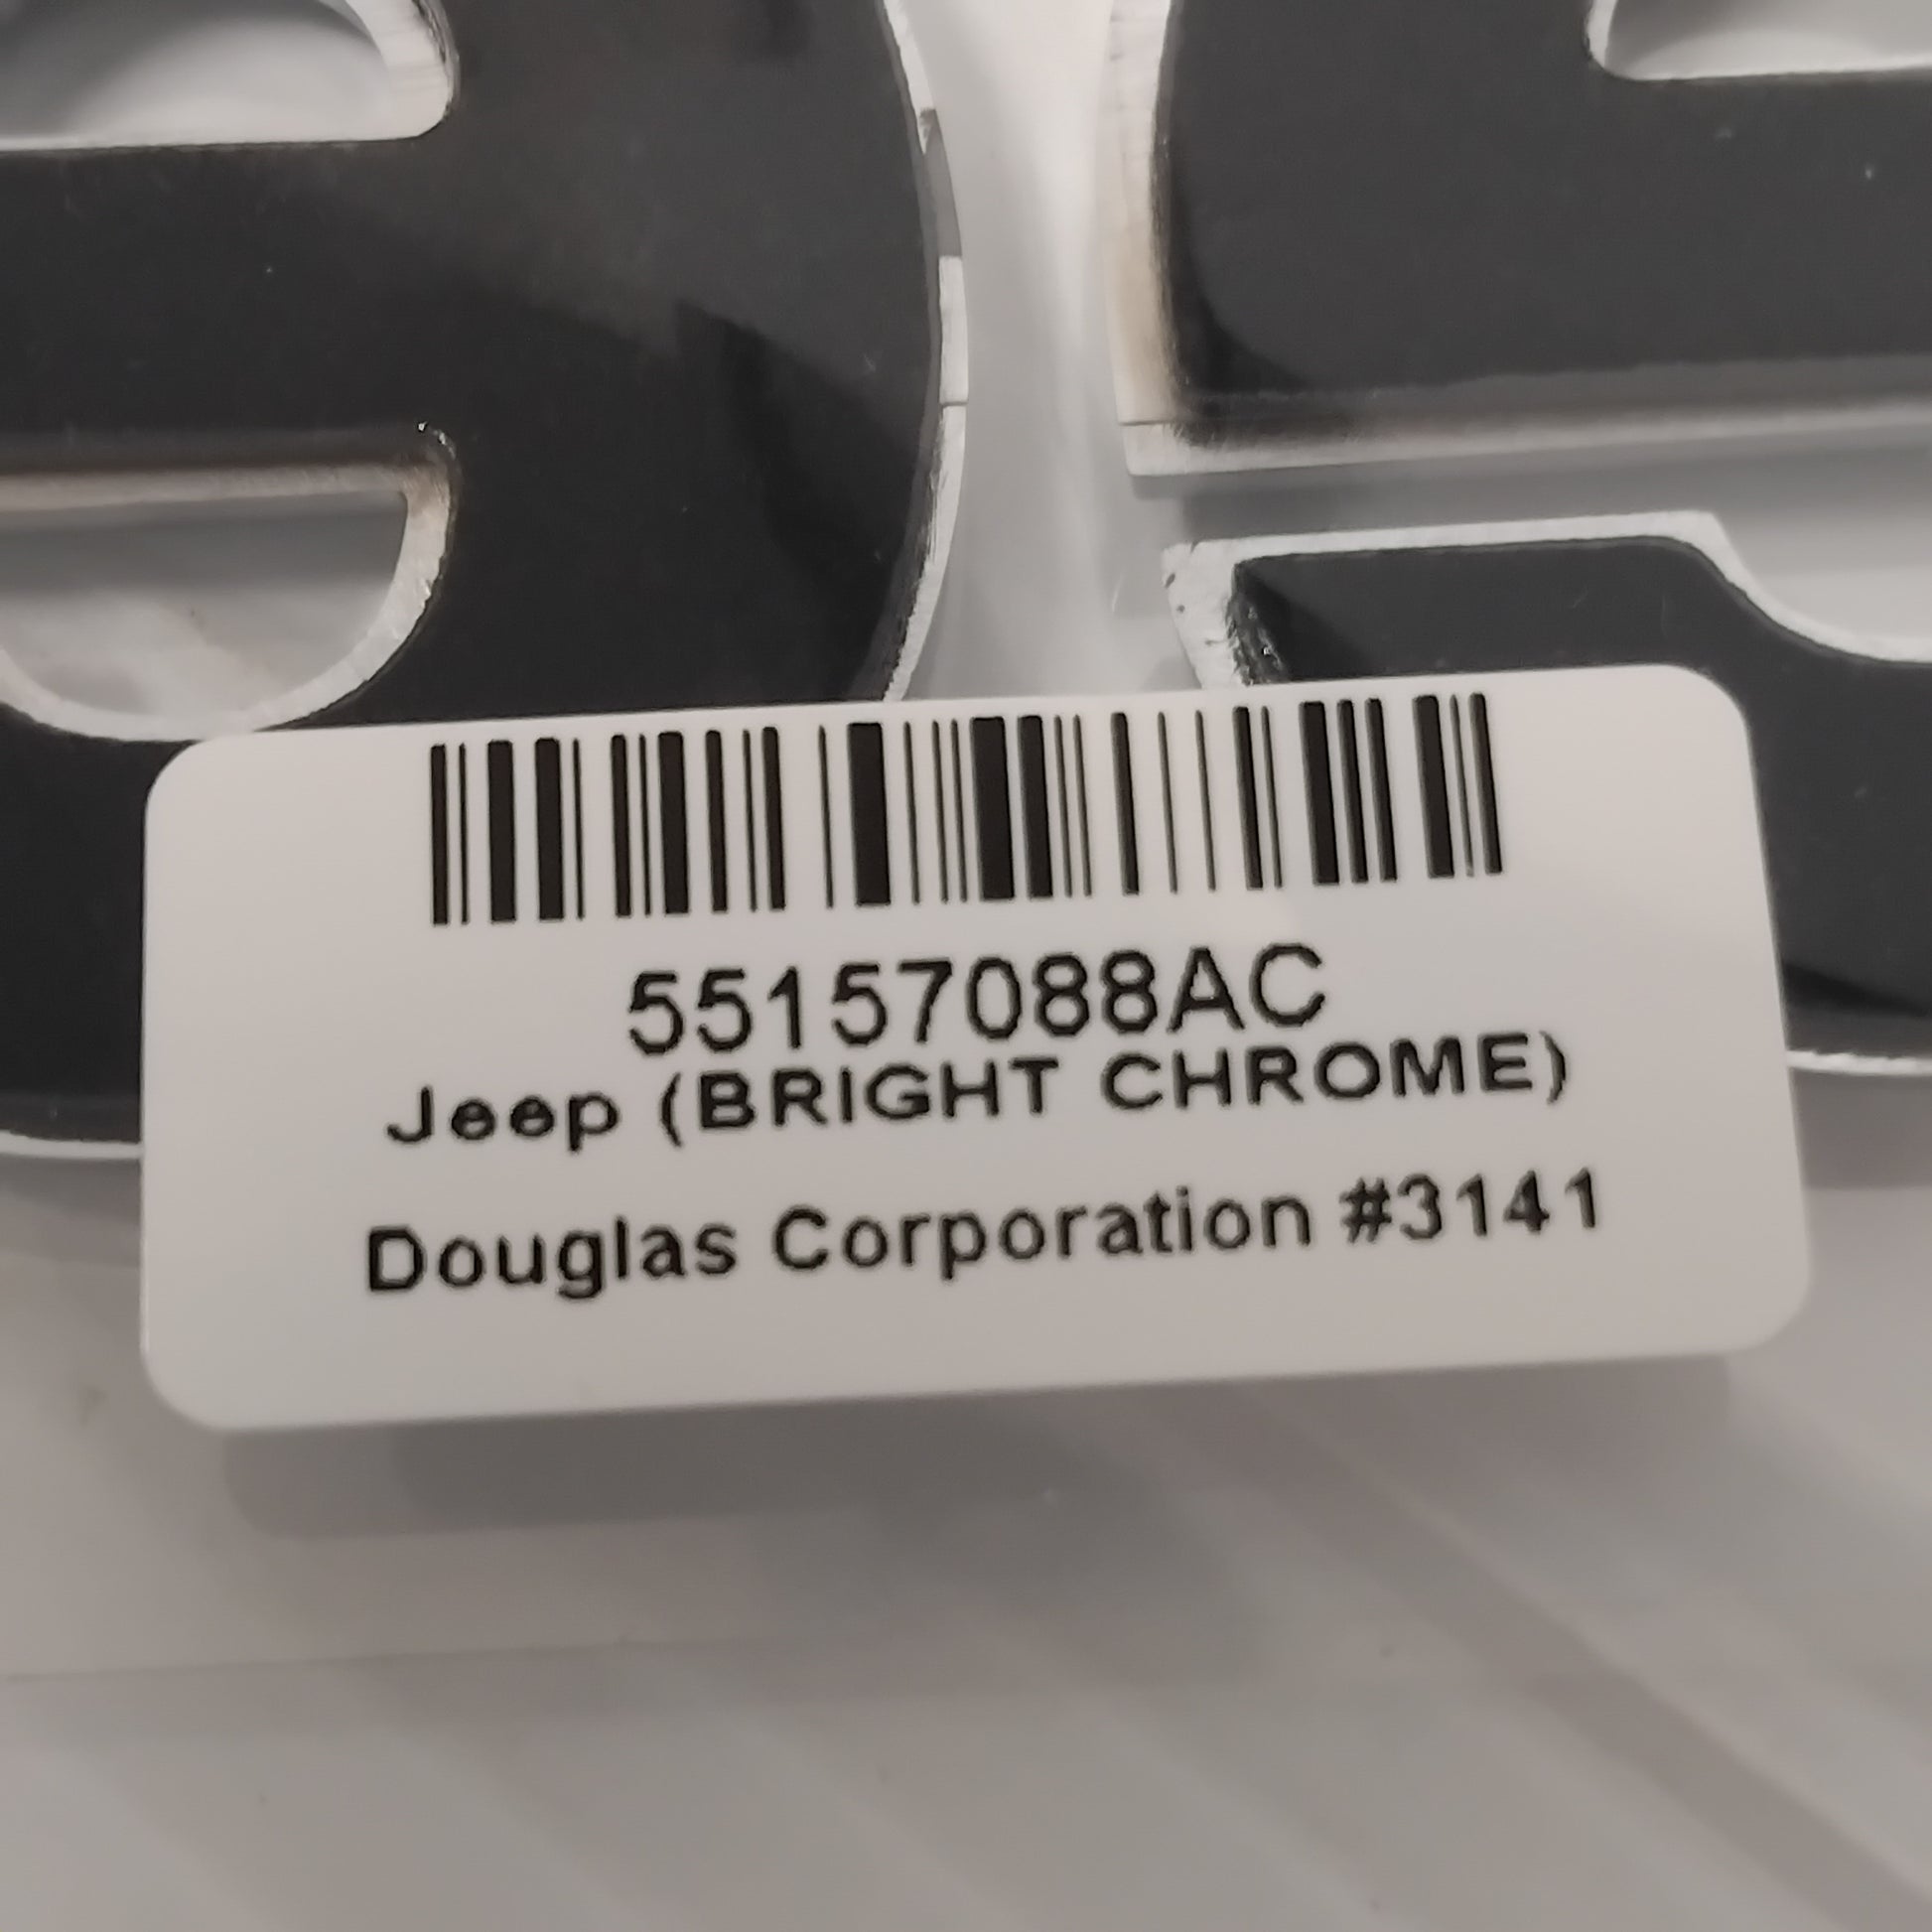 55157088AC
Jeep (BRIGHT CHROME)
Douglas Corporation #3141